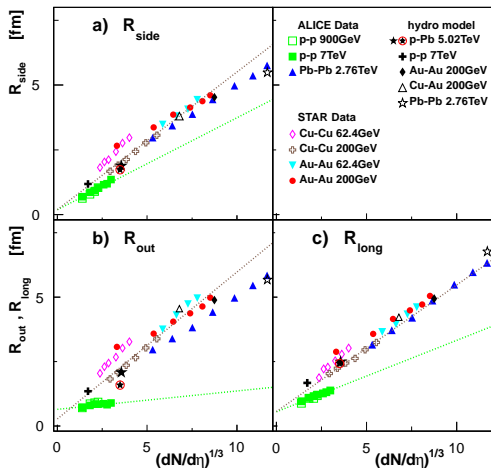 [fm]
R_side
5
0
a) R_side
ALICE Data
p-p 900GeV
p-p 7TeV
Pb-Pb 2.76TeV
hydro model
p-Pb 5.02TeV
p-p 7TeV
Au-Au 200GeV
Cu-Au 200GeV
Pb-Pb 2.76TeV
STAR Data
Cu-Cu 62.4GeV
Cu-Cu 200GeV
Au-Au 62.4GeV
Au-Au 200GeV
[fm]
R_out , R_long
5
0
b) R_out
c) R_long
0 5 10
0 5 10
(dN/dη)^1/3
(dN/dη)^1/3